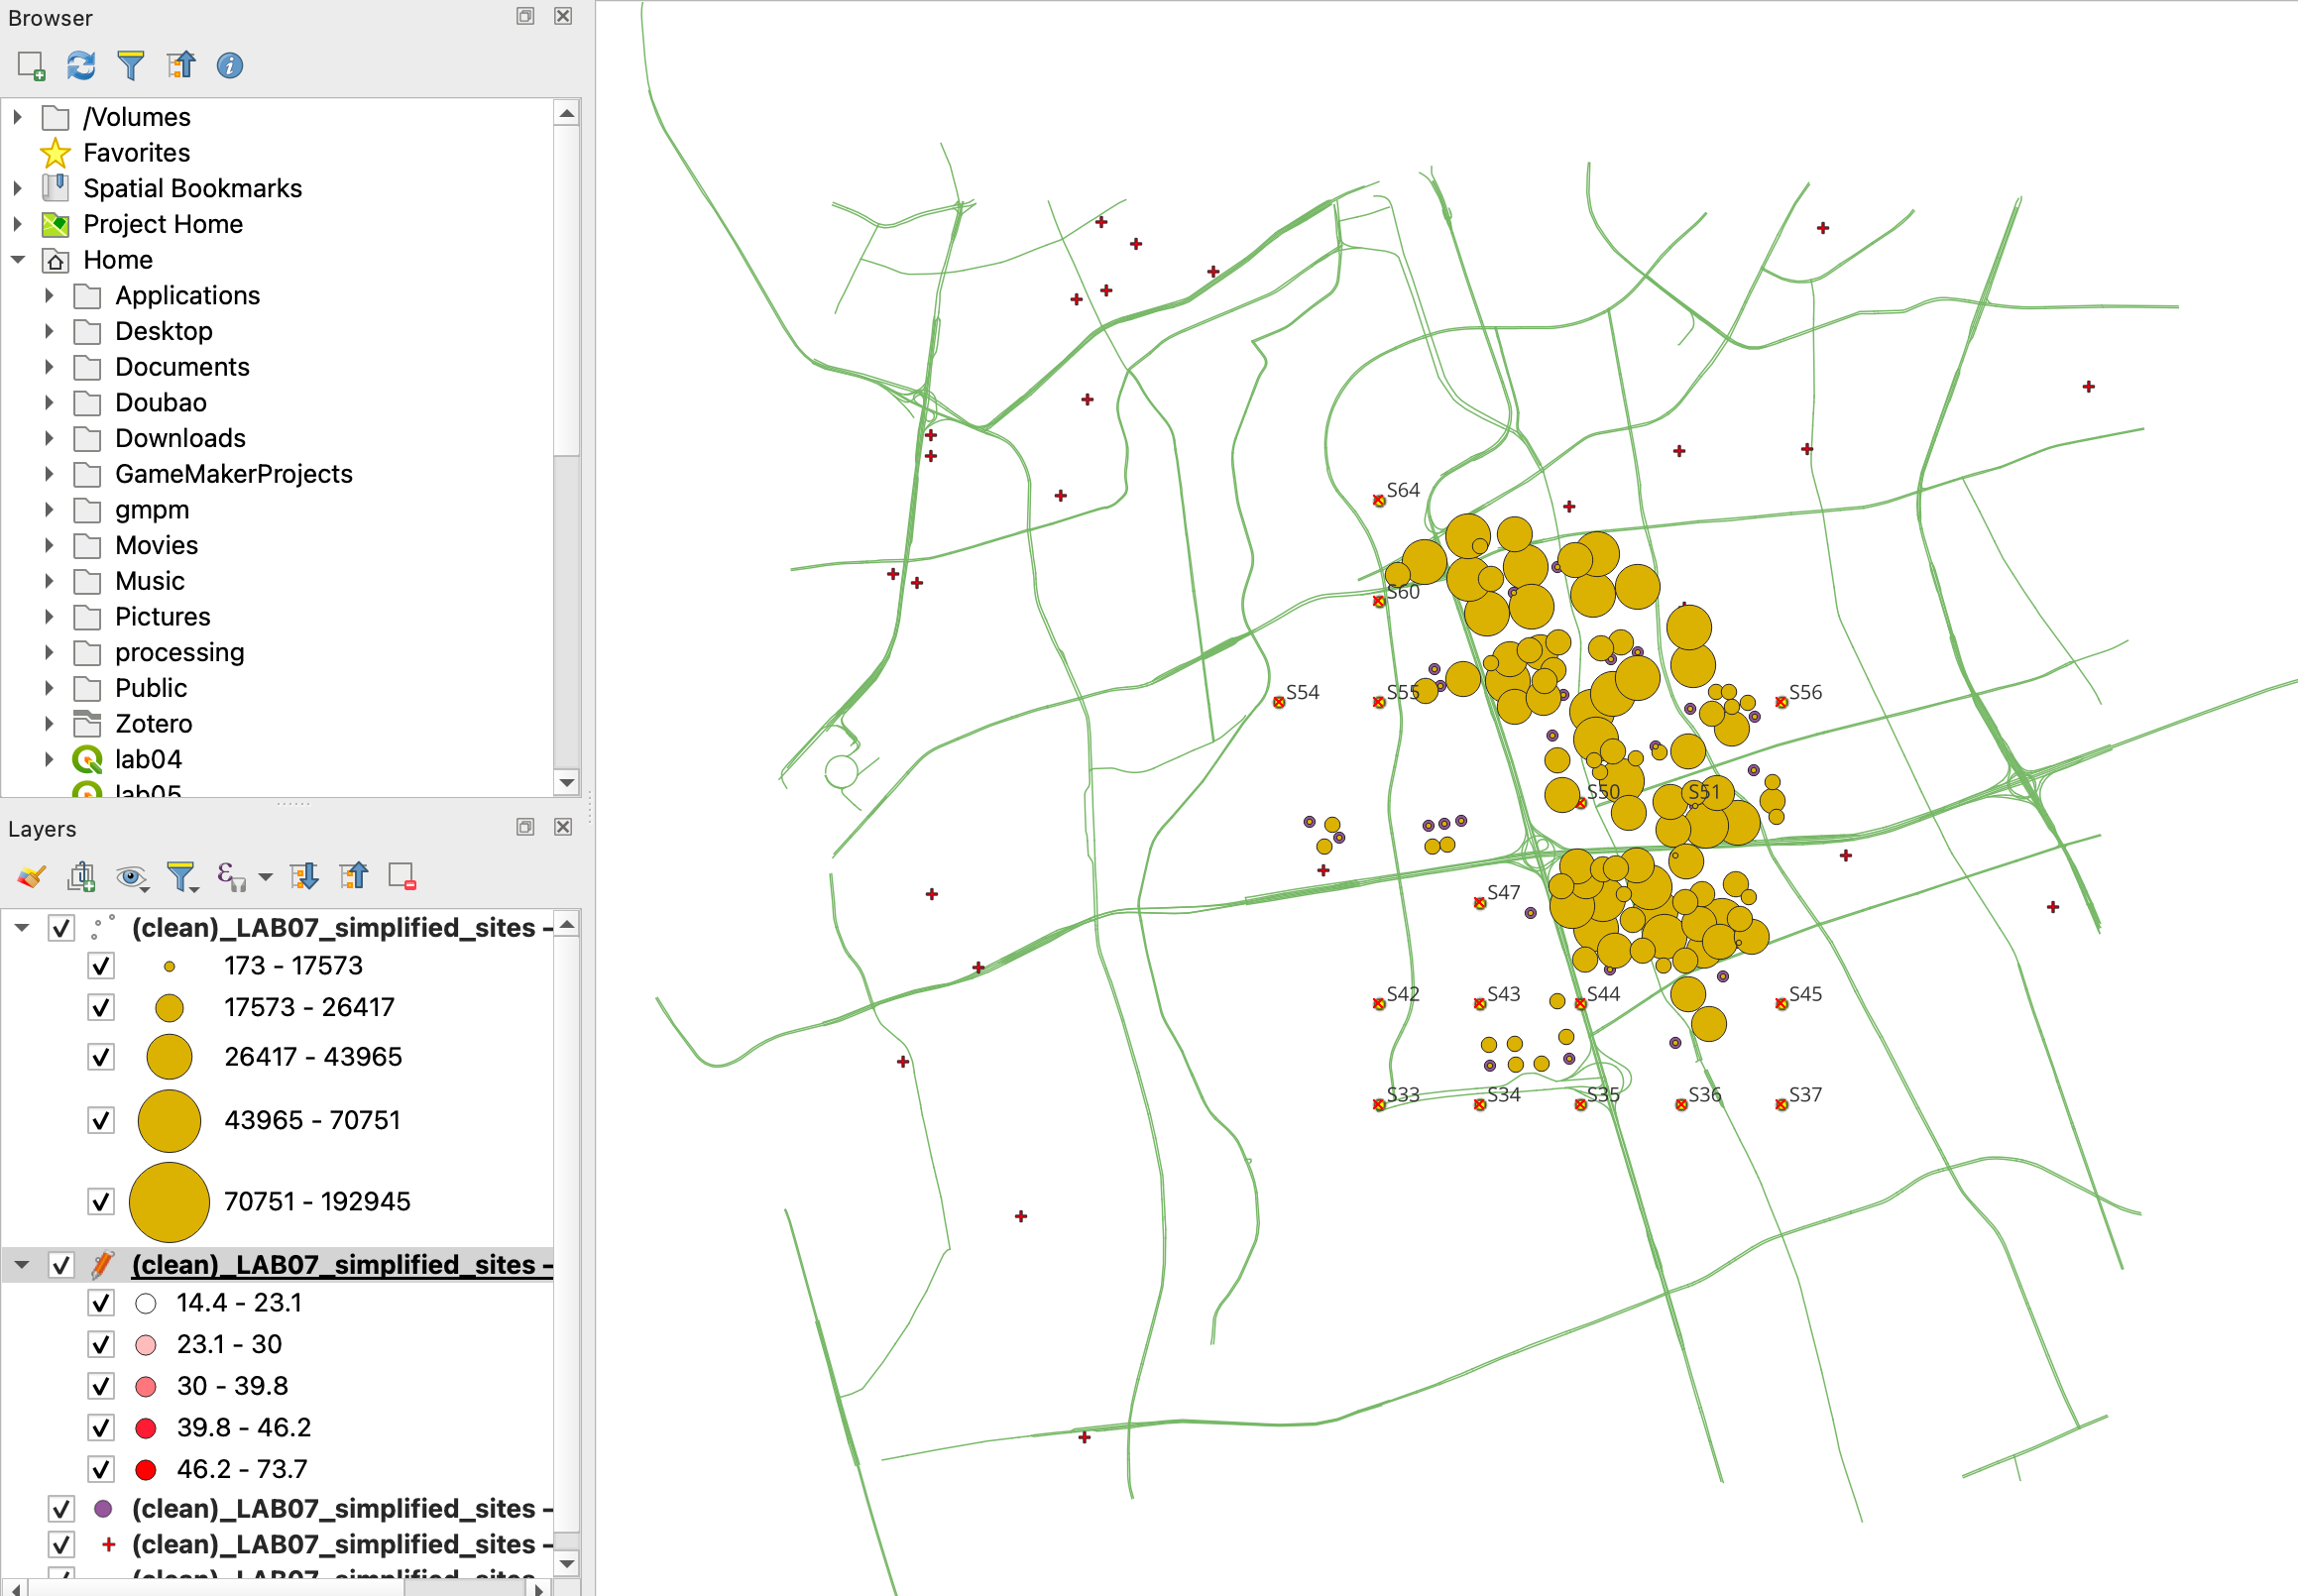 Browser
/Volumes
Favorites
Spatial Bookmarks
Project Home
Home
Applications
Desktop
Documents
Doubao
Downloads
GameMakerProjects
gmpm
Movies
Music
Pictures
processing
Public
Zotero
lab04
lab05
Layers
(clean)_LAB07_simplified_sites –
173 - 17573
17573 - 26417
26417 - 43965
43965 - 70751
70751 - 192945
(clean)_LAB07_simplified_sites –
14.4 - 23.1
23.1 - 30
30 - 39.8
39.8 - 46.2
46.2 - 73.7
(clean)_LAB07_simplified_sites –
(clean)_LAB07_simplified_sites –
(clean)_LAB07_simplified_sites –
S64
S60
S54
S55
S56
S50
S51
S47
S42
S43
S44
S45
S33
S34
S35
S36
S37